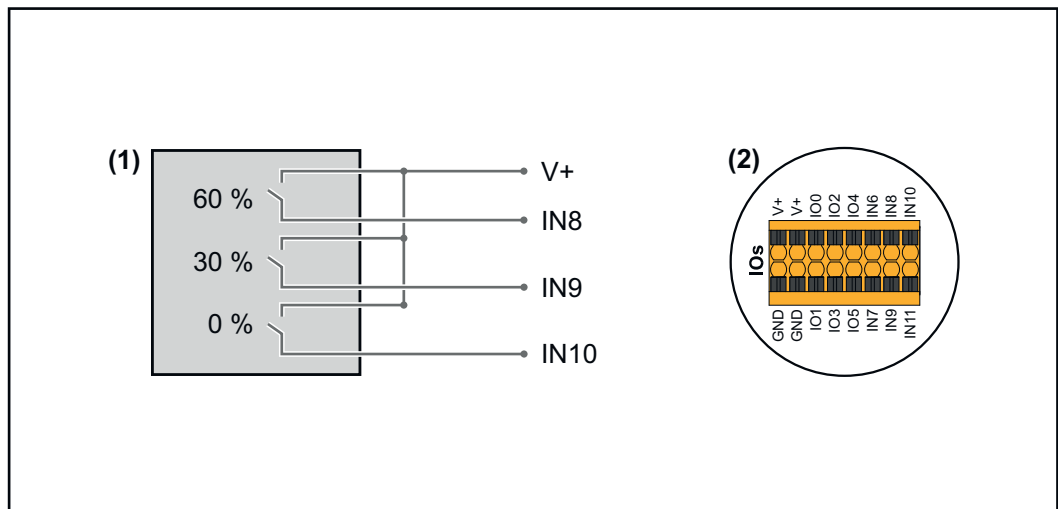 (1)
60 %
30 %
0 %
V+
IN8
IN9
IN10
(2)
IOs
V+
V+
IO0
IO2
IO4
IN6
IN8
IN10
GND
GND
IO1
IO3
IO5
IN7
IN9
IN11